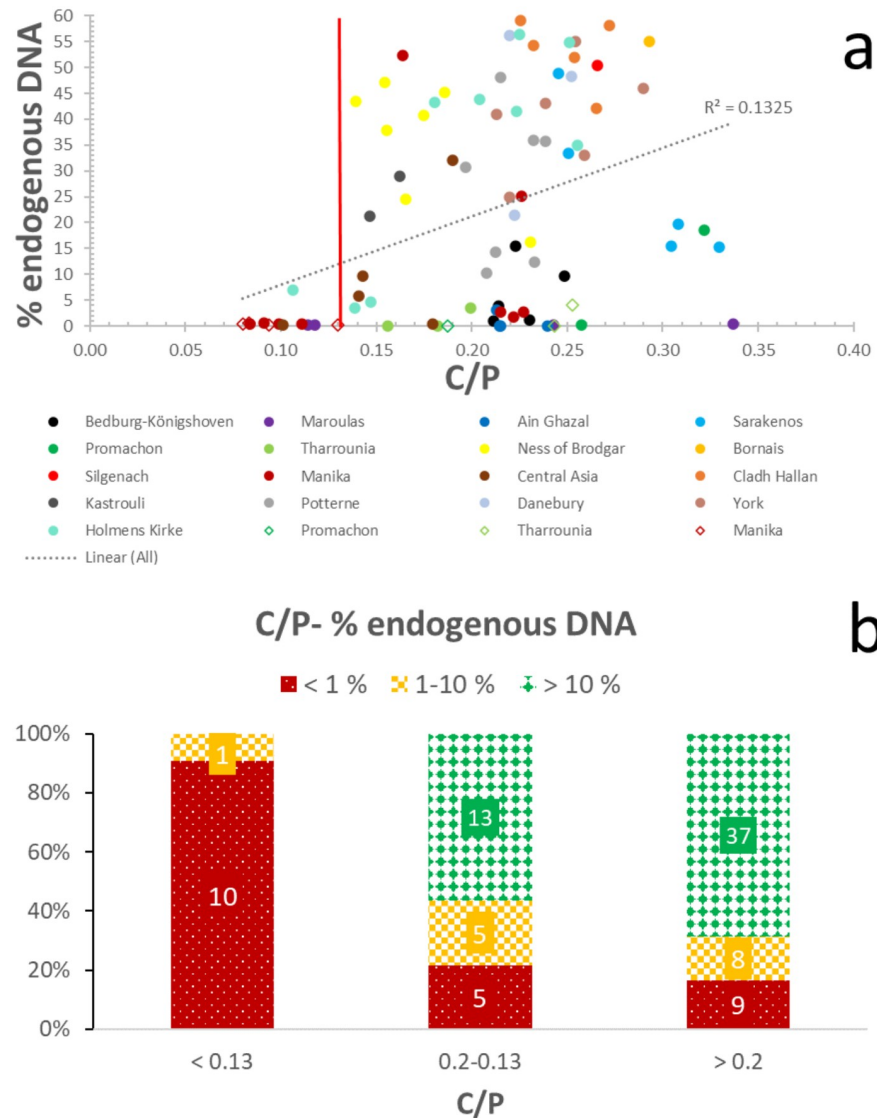 a
60
55
50
45
40
35
30
25
20
15
10
5
0
% endogenous DNA
R² = 0.1325
0.00 0.05 0.10 0.15 0.20 0.25 0.30 0.35 0.40
C/P
Bedburg-Königshoven Maroulas Ain Ghazal Sarakenos
Promachon Tharrounia Ness of Brodgar Bornais
Silgenach Manika Central Asia Cladh Hallan
Kastrouli Potterne Danebury York
Holmens Kirke Promachon Tharrounia Manika
Linear (All)
b
C/P- % endogenous DNA
< 1 % 1-10 % > 10 %
100%
80%
60%
40%
20%
0%
1
10
13
5
5
37
8
9
< 0.13 0.2-0.13 > 0.2
C/P